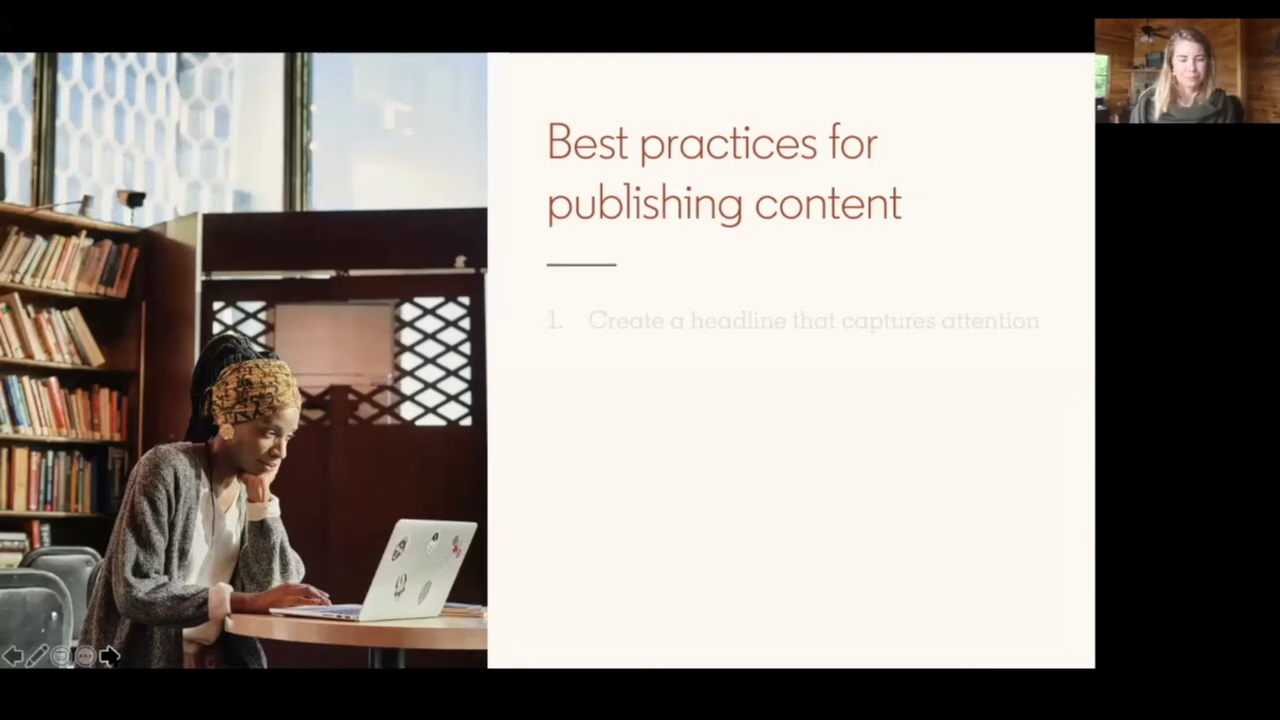 Best practices for
publishing content
1. Create a headline that captures attention